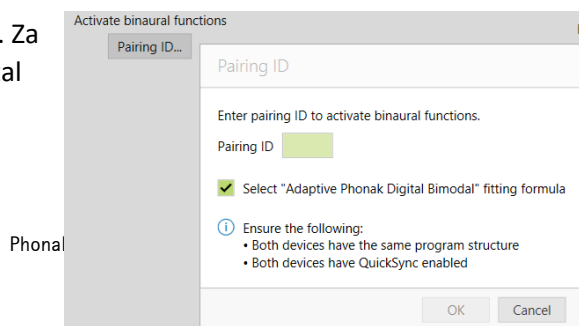 . Za
al
Activate binaural functions
Pairing ID...
Pairing ID
Enter pairing ID to activate binaural functions.
Pairing ID
Select "Adaptive Phonak Digital Bimodal" fitting formula
Ensure the following:
• Both devices have the same program structure
• Both devices have QuickSync enabled
Phonal
OK
Cancel